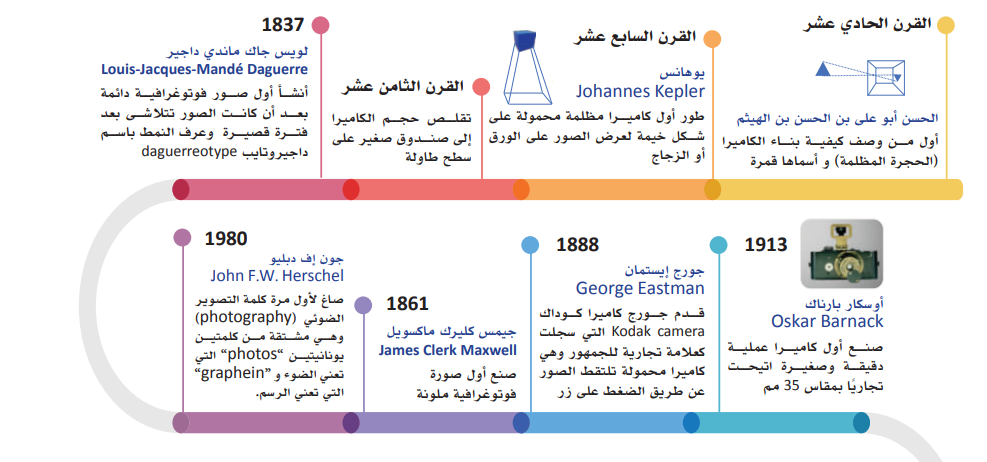 القرن الحادي عشر
الحسن أبو على بن الحسن بن الهيثم
أول مـن وصف كيفية بناء الكاميرا
(الحجرة المظلمة) و أسماها قمرة
القرن السابع عشر
يوهانس
Johannes Kepler
طور أول كاميـرا مظلمة محمولة على
شـكل خيمة لعرض الصور على الورق
أو الزجاج
القرن الثامن عشر
تقلـص حجـم الكاميرا
إلى صنـدوق صغير على
سطح طاولة
1837
لويس جاك ماندي داجير
Louis-Jacques-Mandé Daguerre
أنشـأ أول صـور فوتوغرافيـة دائمة
بعـد أن كانـت الصور تتلاشـى بعد
فتـرة قصيـرة وعرف النمط باسـم
داجيروتايب daguerreotype
1980
جون إف دبليو
John F.W. Herschel
صاغ لأول مرة كلمة التصوير
الضوئي (photography)
وهـي مشـتقة مـن كلمتيـن
يونانيتيـن “photos” التي
تعني الضوء و “graphein”
التي تعني الرسم.
1861
جيمس كليرك ماكسويل
James Clerk Maxwell
صنع أول صورة
فوتوغرافية ملونة
1888
جورج إيستمان
George Eastman
قـدم جـورج كاميرا كـوداك
Kodak camera التي سجلت
كعلامة تجارية للجمهور وهي
كاميرا محمولة تلتقط الصور
عن طريق الضغط على زر
1913
أوسكار بارناك
Oskar Barnack
صنـع أول كاميـرا عمليـة
دقيقـة وصغيـرة اتيحـت
تجاريًا بمقاس 35 مم